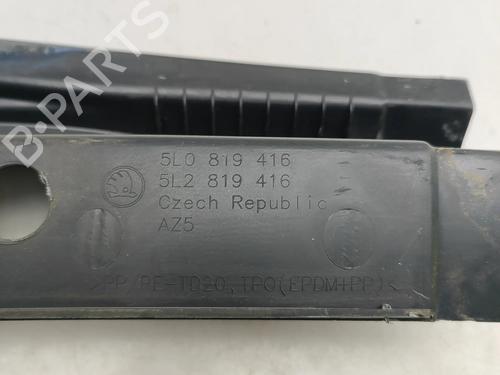 B-PARTS
5L0 819 416
5L2 819 416
Czech Republic
AZ5
>PP/PE-TD20,TPO(EPDM+PP)<